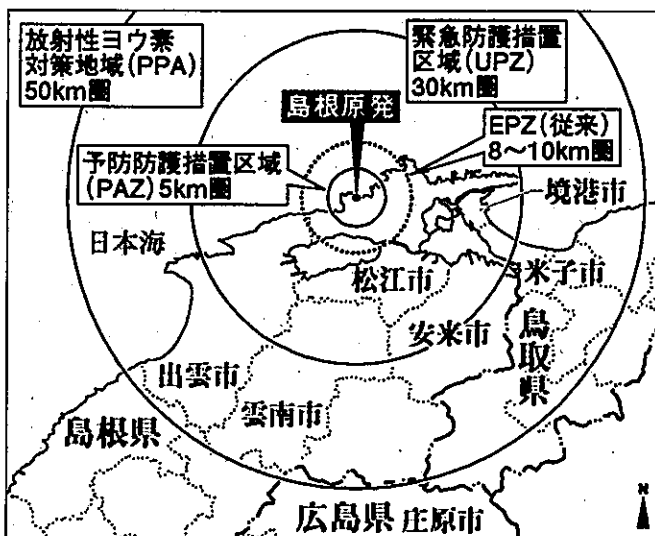 放射性ヨウ素
対策地域(PPA)
50km圏
緊急防護措置
区域(UPZ)
30km圏
島根原発
EPZ(従来)
8〜10km圏
予防防護措置区域
(PAZ)5km圏
境港市
日本海
松江市
米子市
安来市
鳥取県
出雲市
雲南市
島根県
広島県
庄原市
N